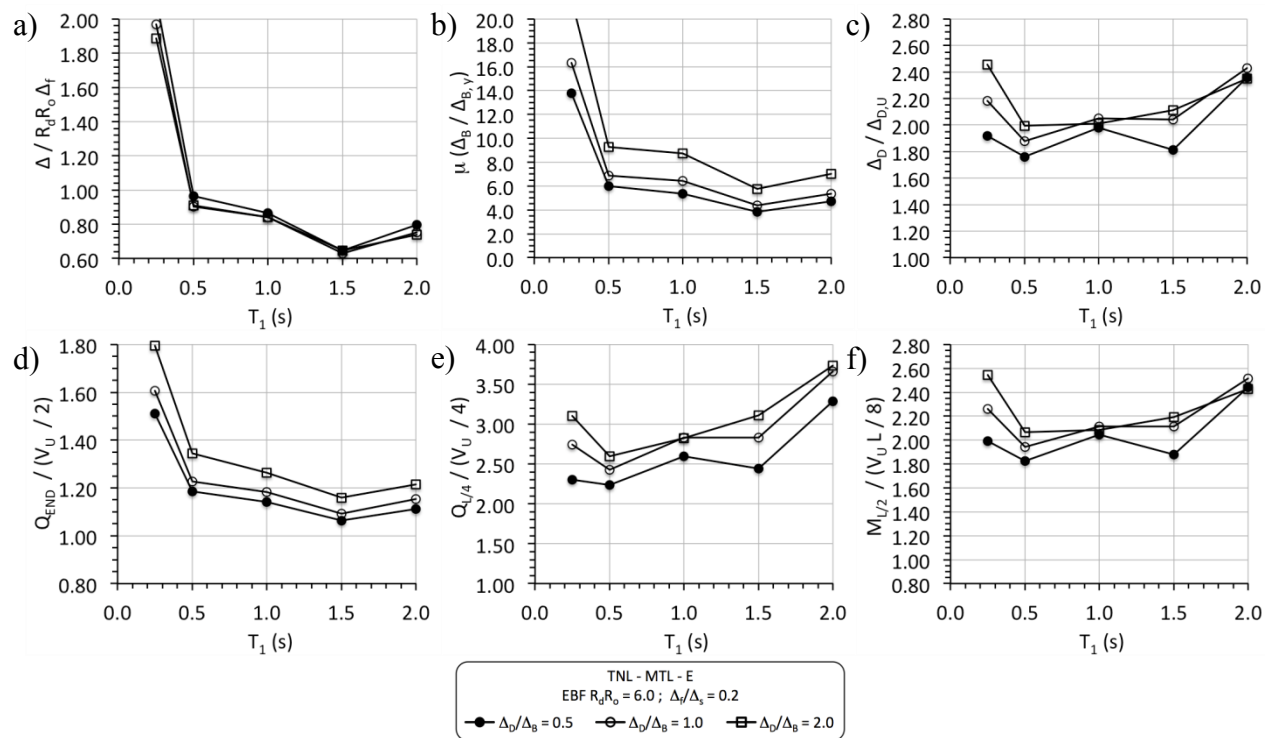 a)
2.00
1.80
1.60
1.40
1.20
1.00
0.80
0.60
Δ / R_dR_oΔ_f
0.0 0.5 1.0 1.5 2.0
T_1 (s)
b)
20.0
18.0
16.0
14.0
12.0
10.0
8.0
6.0
4.0
2.0
0.0
μ (Δ_B / Δ_B,y)
0.0 0.5 1.0 1.5 2.0
T_1 (s)
c)
2.80
2.60
2.40
2.20
2.00
1.80
1.60
1.40
1.20
1.00
Δ_D / Δ_D,U
0.0 0.5 1.0 1.5 2.0
T_1 (s)
d)
1.80
1.60
1.40
1.20
1.00
0.80
Q_END / (V_U / 2)
0.0 0.5 1.0 1.5 2.0
T_1 (s)
e)
4.00
3.50
3.00
2.50
2.00
1.50
1.00
Q_L/4 / (V_U / 4)
0.0 0.5 1.0 1.5 2.0
T_1 (s)
f)
2.80
2.60
2.40
2.20
2.00
1.80
1.60
1.40
1.20
1.00
0.80
M_L/2 / (V_U L / 8)
0.0 0.5 1.0 1.5 2.0
T_1 (s)
TNL - MTL - E
EBF R_dR_o = 6.0 ; Δ_f/Δ_s = 0.2
Δ_D/Δ_B = 0.5 Δ_D/Δ_B = 1.0 Δ_D/Δ_B = 2.0